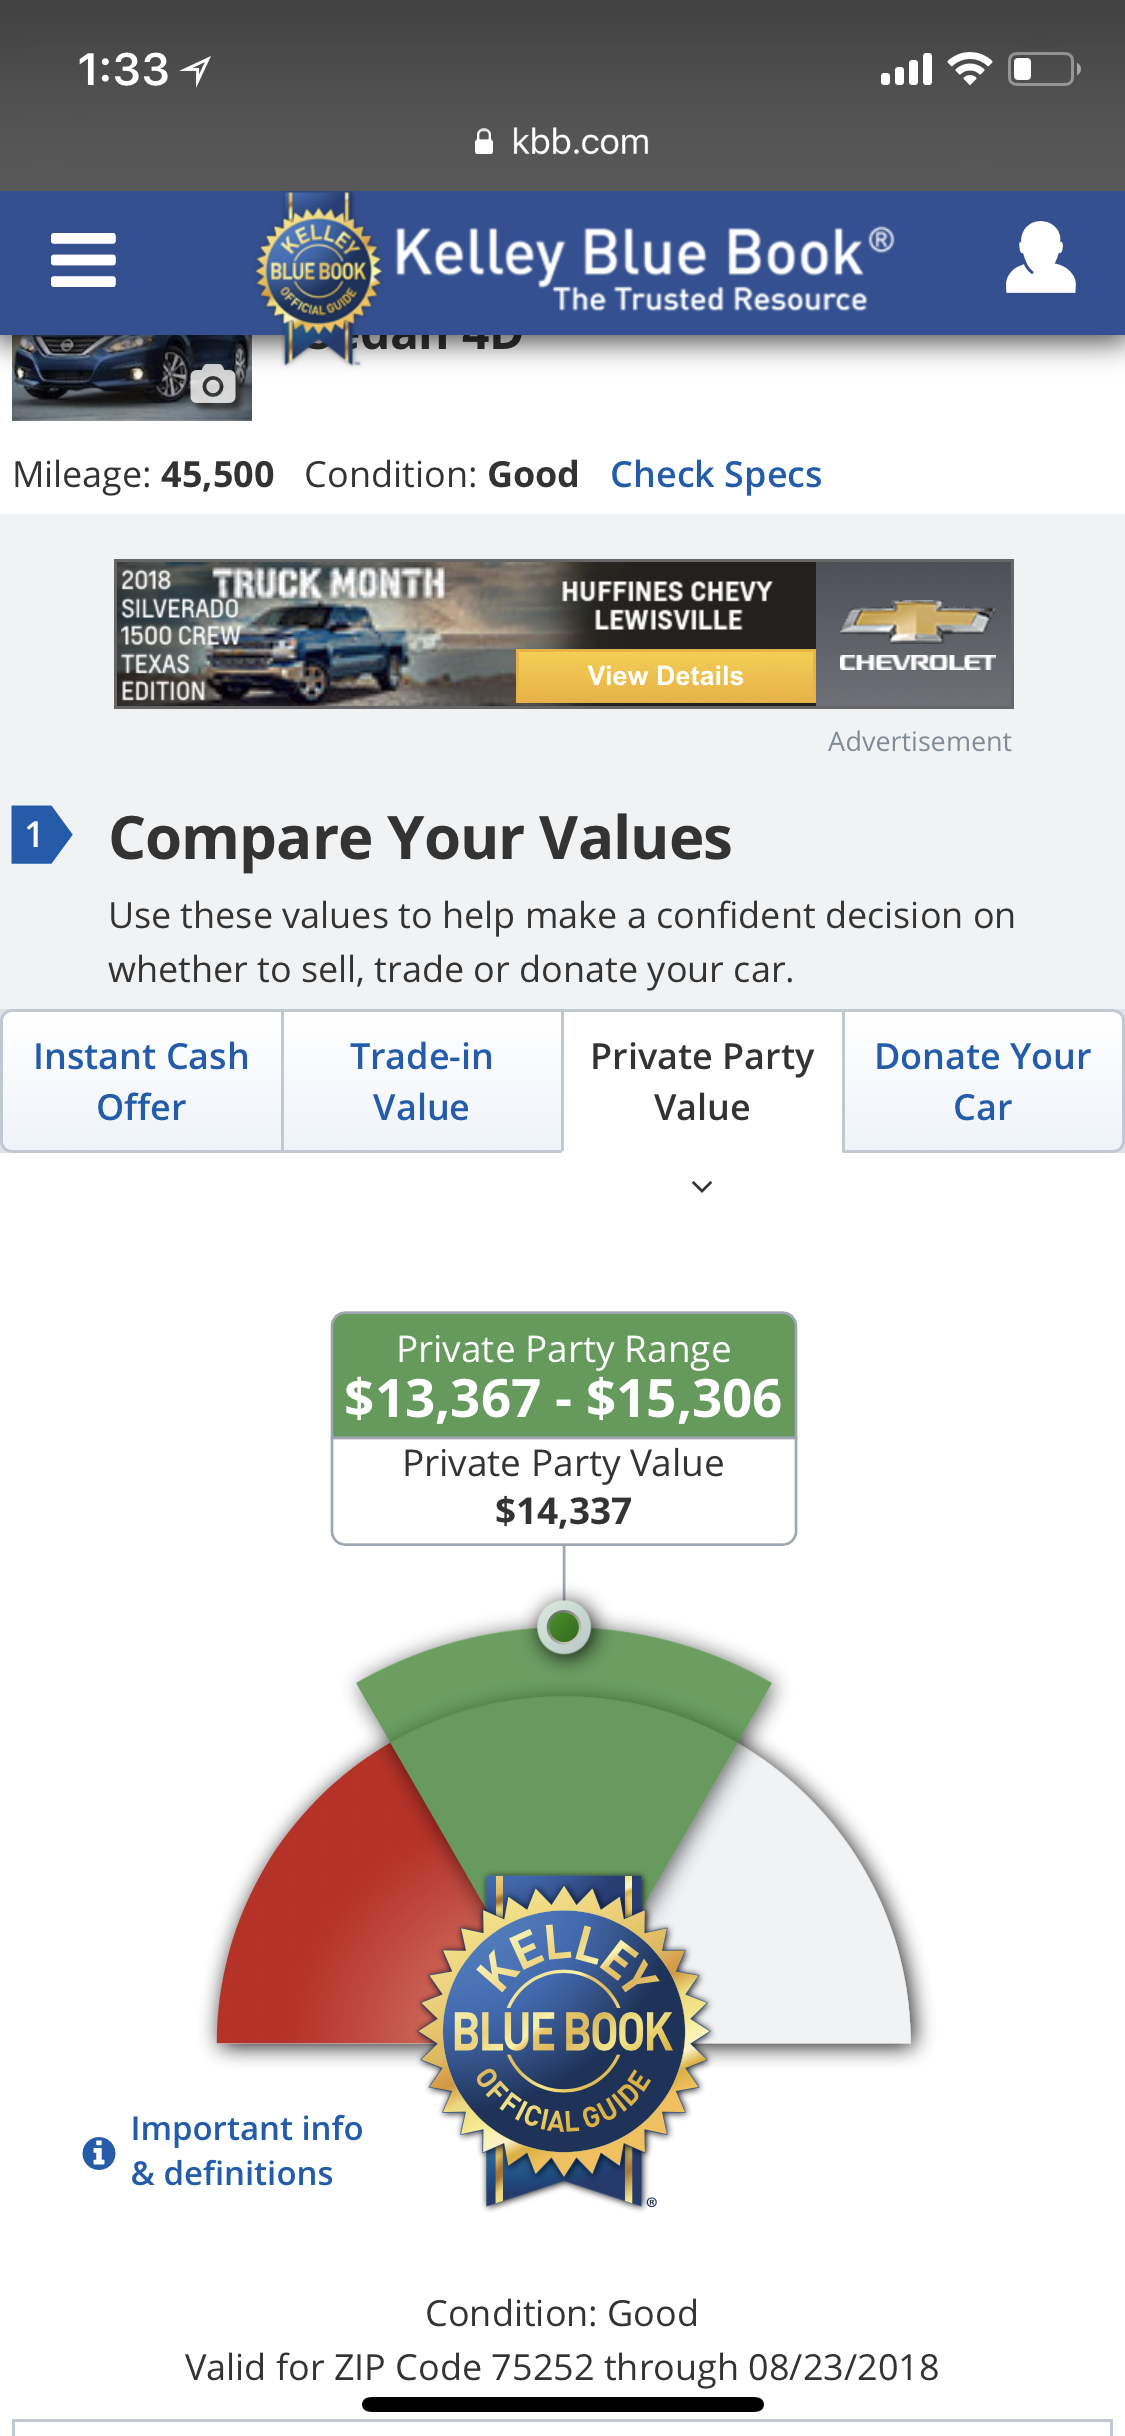 1:33
kbb.com
KELLEY
BLUE BOOK
OFFICIAL GUIDE
Kelley Blue Book®
The Trusted Resource
Sedan 4D
Mileage: 45,500 Condition: Good Check Specs
2018
SILVERADO
1500 CREW
TEXAS
EDITION
TRUCK MONTH
HUFFINES CHEVY
LEWISVILLE
View Details
CHEVROLET
Advertisement
1
Compare Your Values
Use these values to help make a confident decision on
whether to sell, trade or donate your car.
Instant Cash
Offer
Trade-in
Value
Private Party
Value
Donate Your
Car
Private Party Range
$13,367 - $15,306
Private Party Value
$14,337
KELLEY
BLUE BOOK
OFFICIAL GUIDE
®
Important info
& definitions
Condition: Good
Valid for ZIP Code 75252 through 08/23/2018